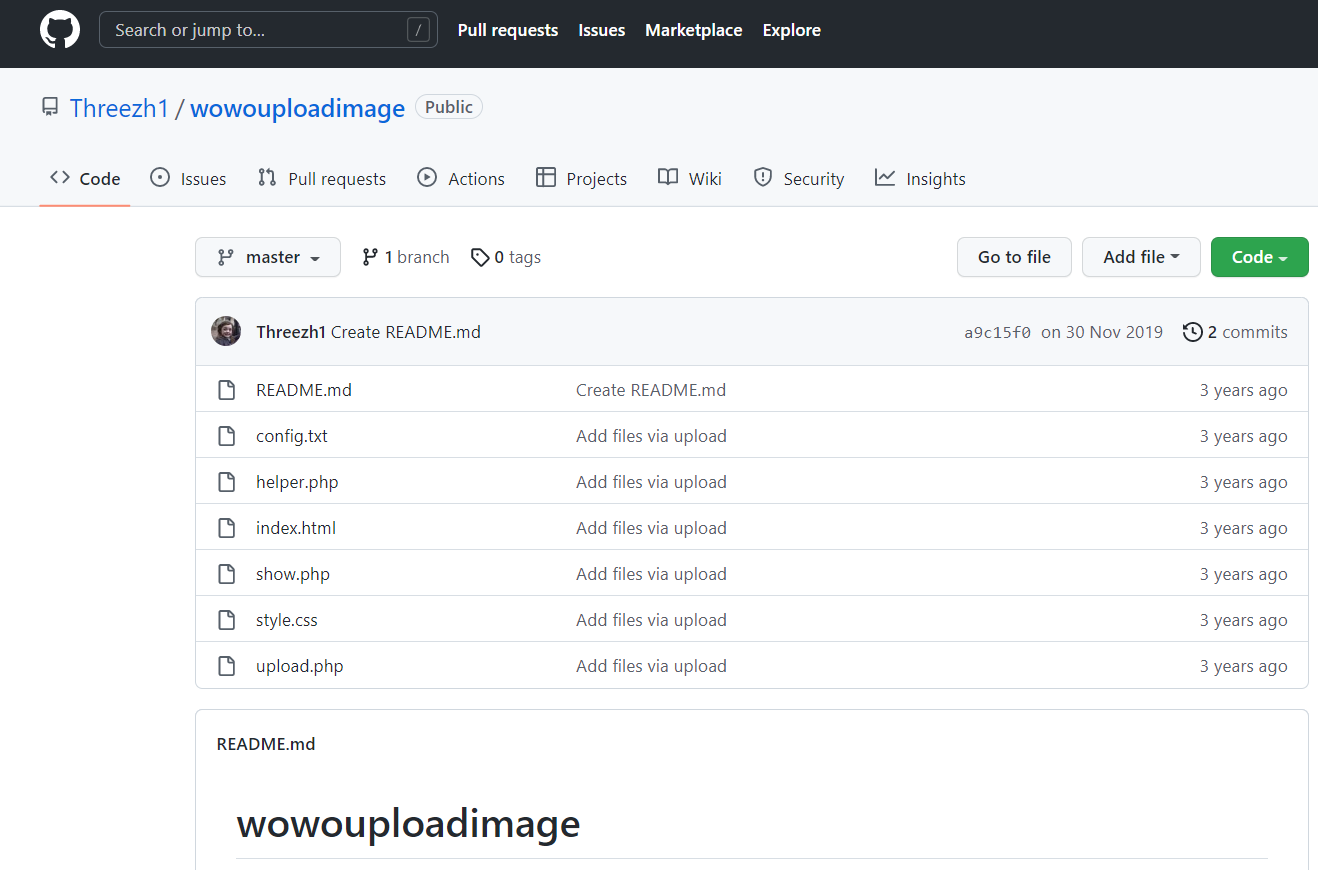 Search or jump to... / Pull requests Issues Marketplace Explore
Threezh1 / wowouploadimage Public
Code Issues Pull requests Actions Projects Wiki Security Insights
master 1 branch 0 tags Go to file Add file Code
Threezh1 Create README.md a9c15f0 on 30 Nov 2019 2 commits
README.md Create README.md 3 years ago
config.txt Add files via upload 3 years ago
helper.php Add files via upload 3 years ago
index.html Add files via upload 3 years ago
show.php Add files via upload 3 years ago
style.css Add files via upload 3 years ago
upload.php Add files via upload 3 years ago
README.md
wowouploadimage